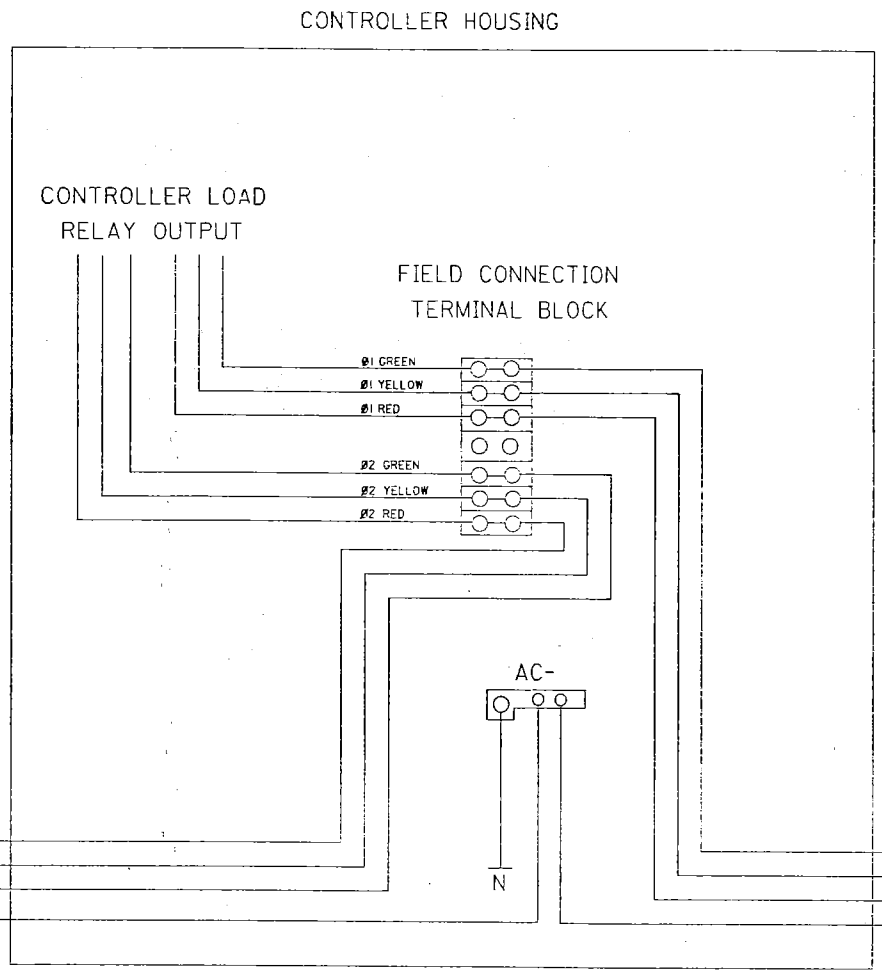 CONTROLLER HOUSING
CONTROLLER LOAD
RELAY OUTPUT
FIELD CONNECTION
TERMINAL BLOCK
Ø1 GREEN
Ø1 YELLOW
Ø1 RED
Ø2 GREEN
Ø2 YELLOW
Ø2 RED
AC-
N